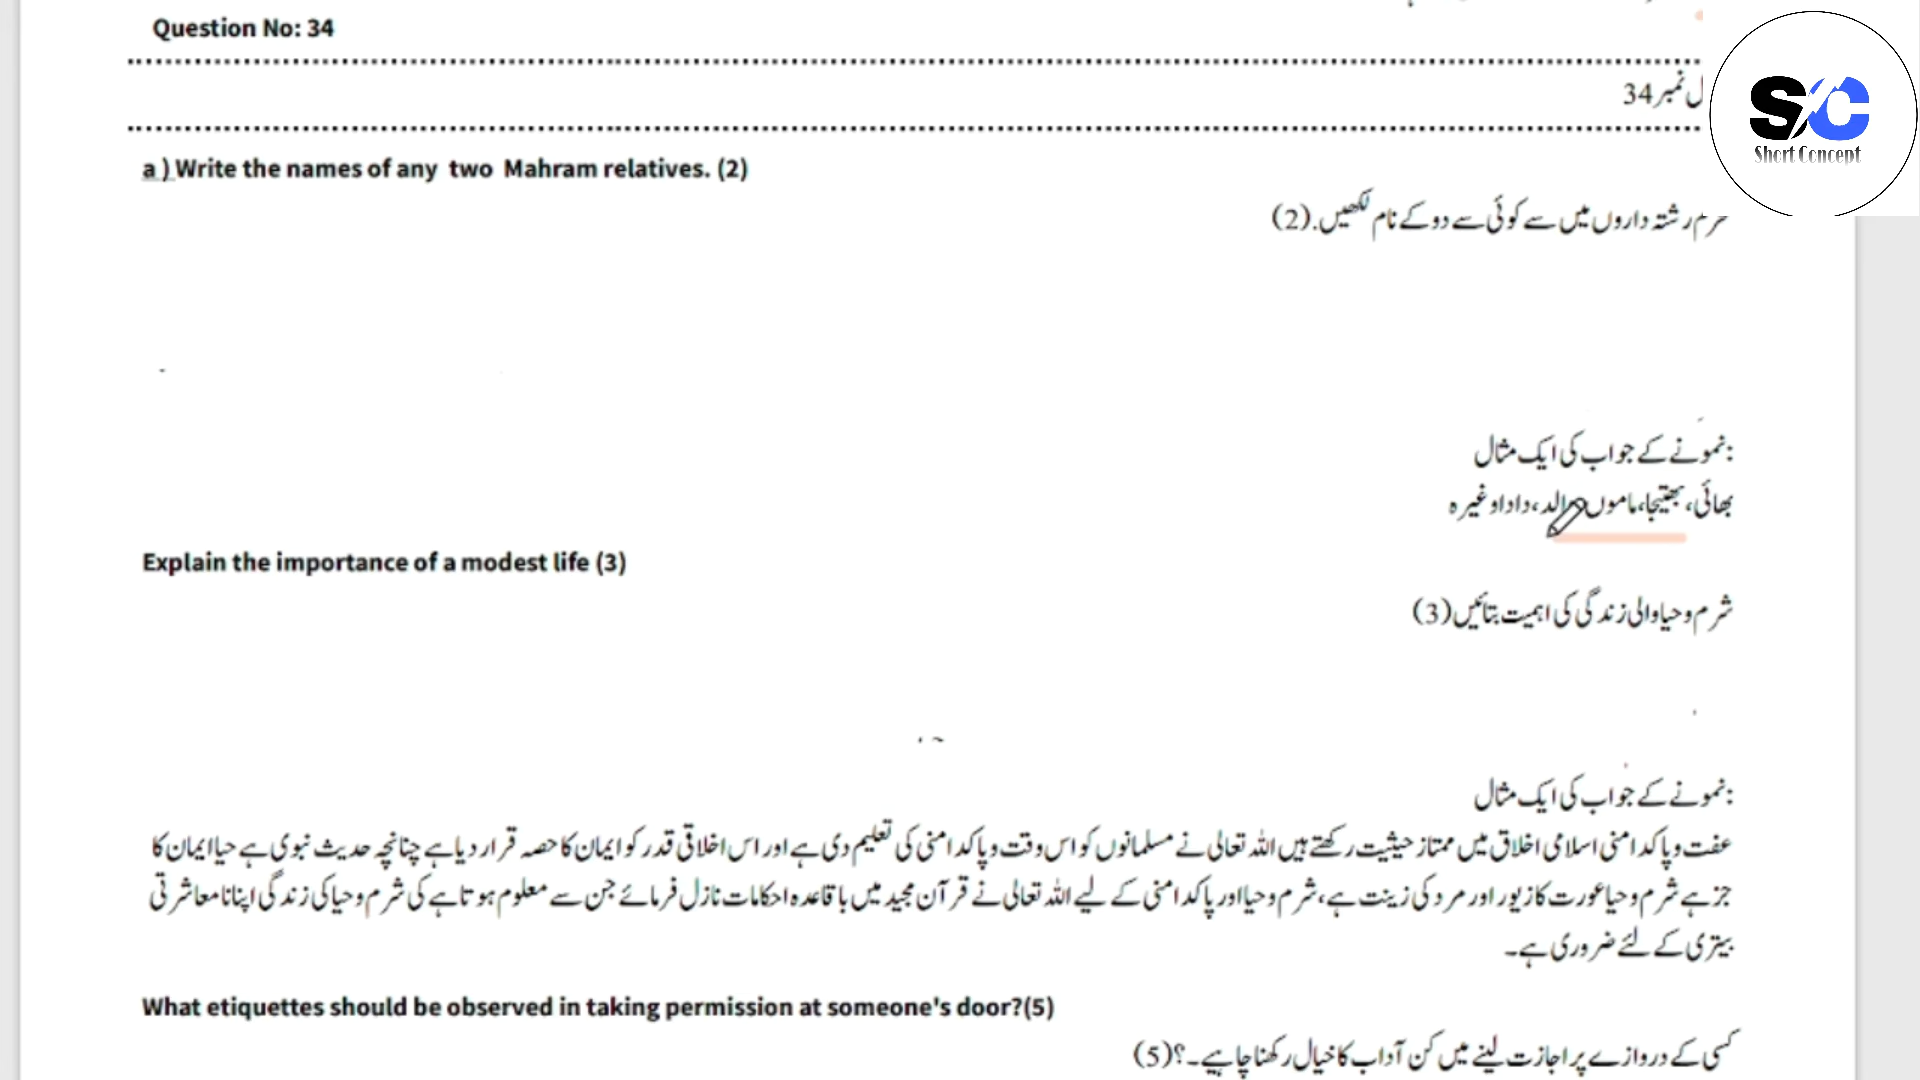 Question No: 34
S/C
Short Concept
ل نمبر 34
a ) Write the names of any two Mahram relatives. (2)
رشتہ داروں میں سے کوئی سے دو کے نام لکھیں.(2)
:نمونے کے جواب کی ایک مثال
بھائی، بھتیجا،ماموں ،دادا وغیرہ
Explain the importance of a modest life (3)
شرم و حیا والی زندگی کی اہمیت بتائیں(3)
:نمونے کے جواب کی ایک مثال
عفت و پاکدامنی اسلامی اخلاق میں ممتاز حیثیت رکھتے ہیں اللہ تعالی نے مسلمانوں کو اس وقت و پاکدامنی کی تعلیم دی ہے اور اس اخلاقی قدر کو ایمان کا حصہ قرار دیا ہے چنانچہ حدیث نبوی ہے حیا ایمان کا
جز ہے شرم و حیا عورت کا زیور اور مرد کی زینت ہے،شرم و حیا اور پاکدامنی کے لیے اللہ تعالی نے قرآن مجید میں باقاعدہ احکامات نازل فرمائے جن سے معلوم ہوتا ہے کی شرم و حیا کی زندگی اپنانا معاشرتی
بیتری کے لئے ضروری ہے۔
What etiquettes should be observed in taking permission at someone's door?(5)
کسی کے دروازے پر اجازت لینے میں کن آداب کا خیال رکھنا چاہیے۔؟(5)